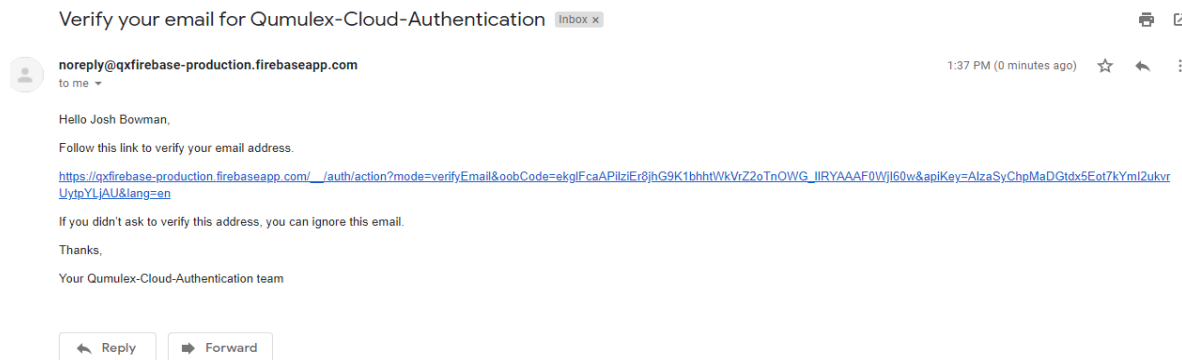 Verify your email for Qumulex-Cloud-Authentication Inbox x
noreply@qxfirebase-production.firebaseapp.com 1:37 PM (0 minutes ago)
to me
Hello Josh Bowman,
Follow this link to verify your email address.
https://qxfirebase-production.firebaseapp.com/__/auth/action?mode=verifyEmail&oobCode=ekglFcaAPiIziEr8jhG9K1bhhtWkVrZ2oTnOWG_IIRYAAAF0WjI60w&apiKey=AIzaSyChpMaDGtdx5Eot7kYmI2ukvr
UytpYLjAU&lang=en
If you didn't ask to verify this address, you can ignore this email.
Thanks,
Your Qumulex-Cloud-Authentication team
Reply Forward